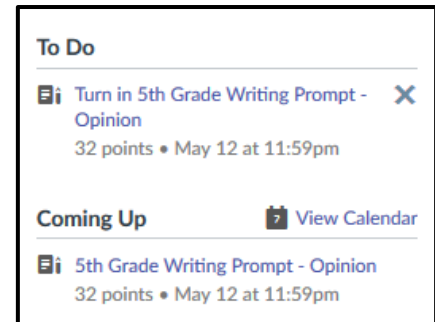 To Do
Turn in 5th Grade Writing Prompt -
Opinion
32 points • May 12 at 11:59pm
Coming Up
7 View Calendar
5th Grade Writing Prompt - Opinion
32 points • May 12 at 11:59pm